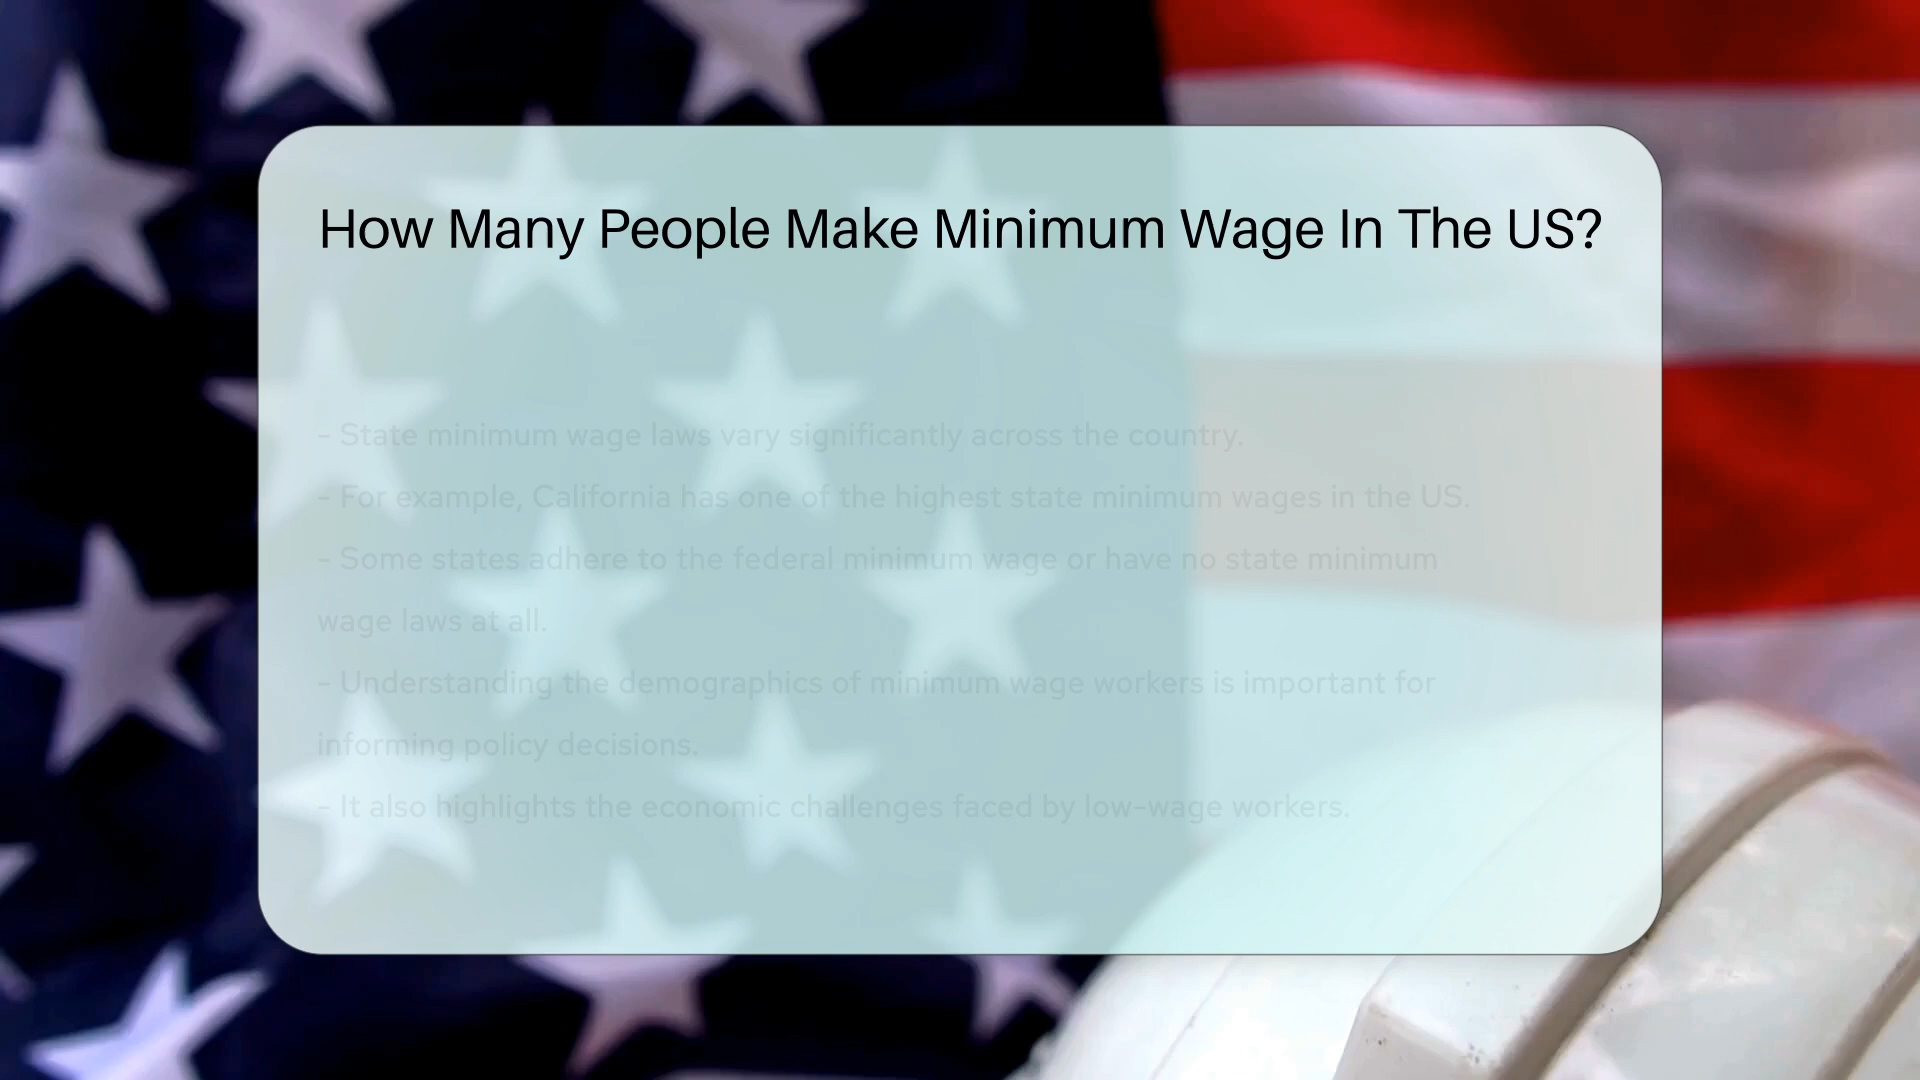 How Many People Make Minimum Wage In The US?
- State minimum wage laws vary significantly across the country.
- For example, California has one of the highest state minimum wages in the US.
- Some states adhere to the federal minimum wage or have no state minimum
wage laws at all.
- Understanding the demographics of minimum wage workers is important for
informing policy decisions.
- It also highlights the economic challenges faced by low-wage workers.